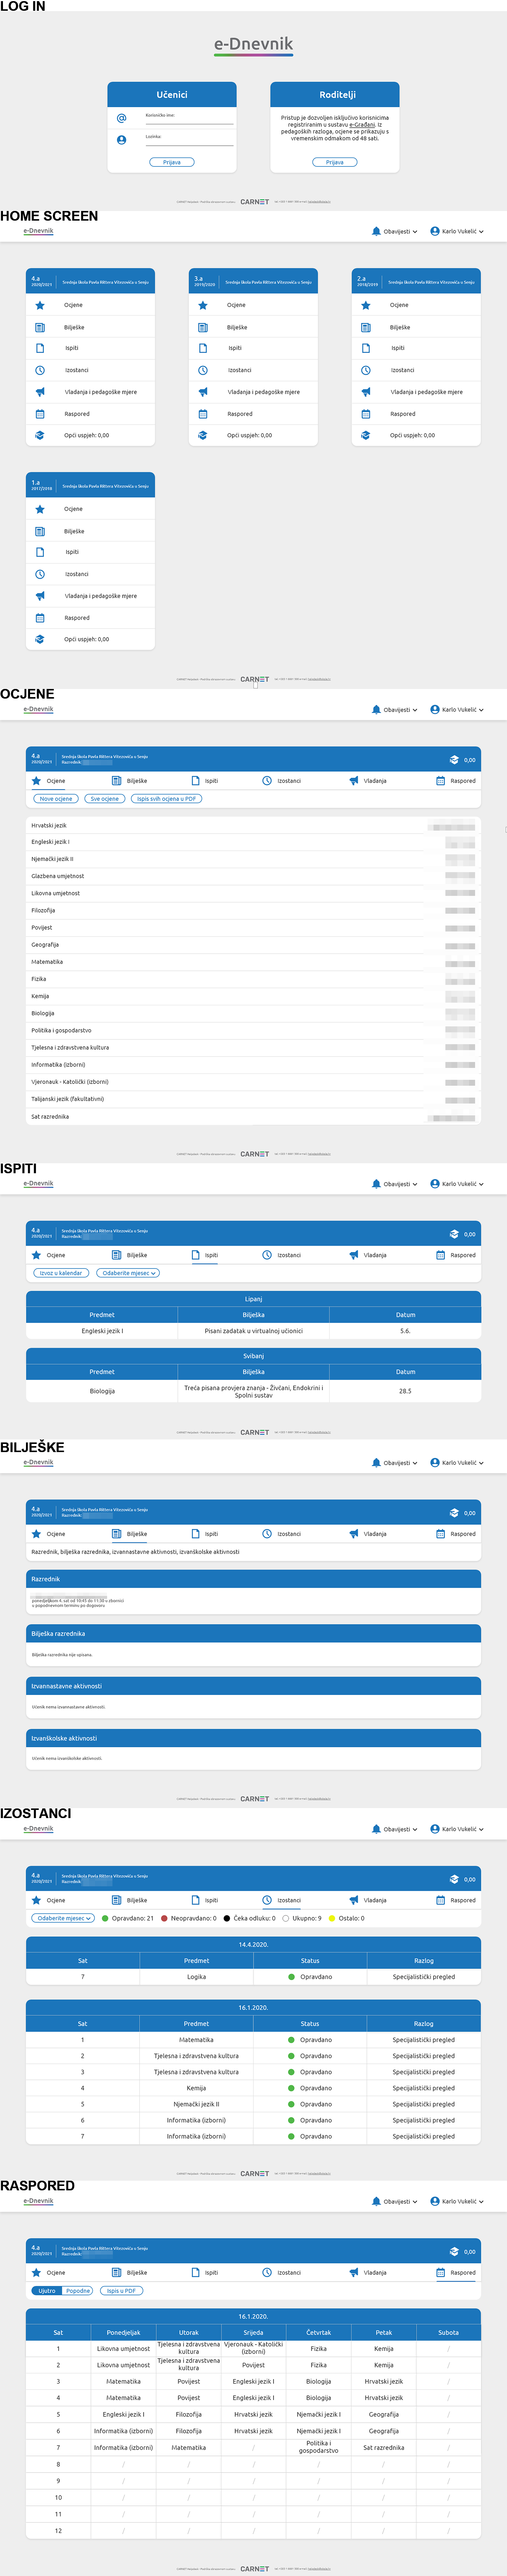 LOG IN
e-Dnevnik
Učenici
Korisničko ime:
Lozinka:
Prijava
Roditelji
Pristup je dozvoljen isključivo korisnicima
registriranim u sustavu e-Građani. Iz
pedagoških razloga, ocjene se prikazuju s
vremenskim odmakom od 48 sati.
Prijava
CARNET
HOME SCREEN
e-Dnevnik
Obavijesti
Karlo Vukelić
4.a
2020/2021
Srednja škola Pavla Rittera Vitezovića u Senju
Ocjene
Bilješke
Ispiti
Izostanci
Vladanja i pedagoške mjere
Raspored
Opći uspjeh: 0,00
3.a
2019/2020
Srednja škola Pavla Rittera Vitezovića u Senju
Ocjene
Bilješke
Ispiti
Izostanci
Vladanja i pedagoške mjere
Raspored
Opći uspjeh: 0,00
2.a
2018/2019
Srednja škola Pavla Rittera Vitezovića u Senju
Ocjene
Bilješke
Ispiti
Izostanci
Vladanja i pedagoške mjere
Raspored
Opći uspjeh: 0,00
1.a
2017/2018
Srednja škola Pavla Rittera Vitezovića u Senju
Ocjene
Bilješke
Ispiti
Izostanci
Vladanja i pedagoške mjere
Raspored
Opći uspjeh: 0,00
CARNET
OCJENE
e-Dnevnik
Obavijesti
Karlo Vukelić
4.a
2020/2021
Srednja škola Pavla Rittera Vitezovića u Senju
Razrednik:
0,00
Ocjene Bilješke Ispiti Izostanci Vladanja Raspored
Nove ocjene Sve ocjene Ispis svih ocjena u PDF
Hrvatski jezik
Engleski jezik I
Njemački jezik II
Glazbena umjetnost
Likovna umjetnost
Filozofija
Povijest
Geografija
Matematika
Fizika
Kemija
Biologija
Politika i gospodarstvo
Tjelesna i zdravstvena kultura
Informatika (izborni)
Vjeronauk - Katolički (izborni)
Talijanski jezik (fakultativni)
Sat razrednika
CARNET
ISPITI
e-Dnevnik
Obavijesti
Karlo Vukelić
4.a
2020/2021
Srednja škola Pavla Rittera Vitezovića u Senju
Razrednik:
0,00
Ocjene Bilješke Ispiti Izostanci Vladanja Raspored
Izvoz u kalendar Odaberite mjesec
Lipanj
Predmet Bilješka Datum
Engleski jezik I Pisani zadatak u virtualnoj učionici 5.6.
Svibanj
Predmet Bilješka Datum
Biologija Treća pisana provjera znanja - Živčani, Endokrini i
Spolni sustav 28.5
CARNET
BILJEŠKE
e-Dnevnik
Obavijesti
Karlo Vukelić
4.a
2020/2021
Srednja škola Pavla Rittera Vitezovića u Senju
Razrednik:
0,00
Ocjene Bilješke Ispiti Izostanci Vladanja Raspored
Razrednik, bilješka razrednika, izvannastavne aktivnosti, izvanškolske aktivnosti
Razrednik
ponedjeljkom 4. sat od 10:45 do 11:30 u zbornici
u popodnevnom terminu po dogovoru
Bilješka razrednika
Bilješka razrednika nije upisana.
Izvannastavne aktivnosti
Učenik nema izvannastavne aktivnosti.
Izvanškolske aktivnosti
Učenik nema izvanškolske aktivnosti.
CARNET
IZOSTANCI
e-Dnevnik
Obavijesti
Karlo Vukelić
4.a
2020/2021
Srednja škola Pavla Rittera Vitezovića u Senju
Razrednik:
0,00
Ocjene Bilješke Ispiti Izostanci Vladanja Raspored
Odaberite mjesec Opravdano: 21 Neopravdano: 0 Čeka odluku: 0 Ukupno: 9 Ostalo: 0
14.4.2020.
Sat Predmet Status Razlog
7 Logika Opravdano Specijalistički pregled
16.1.2020.
Sat Predmet Status Razlog
1 Matematika Opravdano Specijalistički pregled
2 Tjelesna i zdravstvena kultura Opravdano Specijalistički pregled
3 Tjelesna i zdravstvena kultura Opravdano Specijalistički pregled
4 Kemija Opravdano Specijalistički pregled
5 Njemački jezik II Opravdano Specijalistički pregled
6 Informatika (izborni) Opravdano Specijalistički pregled
7 Informatika (izborni) Opravdano Specijalistički pregled
CARNET
RASPORED
e-Dnevnik
Obavijesti
Karlo Vukelić
4.a
2020/2021
Srednja škola Pavla Rittera Vitezovića u Senju
Razrednik:
0,00
Ocjene Bilješke Ispiti Izostanci Vladanja Raspored
Ujutro Popodne Ispis u PDF
16.1.2020.
Sat Ponedjeljak Utorak Srijeda Četvrtak Petak Subota
1 Likovna umjetnost Tjelesna i zdravstvena kultura Vjeronauk - Katolički (izborni) Fizika Kemija /
2 Likovna umjetnost Tjelesna i zdravstvena kultura Povijest Fizika Kemija /
3 Matematika Povijest Engleski jezik I Biologija Hrvatski jezik /
4 Matematika Povijest Engleski jezik I Biologija Hrvatski jezik /
5 Engleski jezik I Filozofija Hrvatski jezik Njemački jezik I Geografija /
6 Informatika (izborni) Filozofija Hrvatski jezik Njemački jezik I Geografija /
7 Informatika (izborni) Matematika / Politika i gospodarstvo Sat razrednika /
8 / / / / / /
9 / / / / / /
10 / / / / / /
11 / / / / / /
12 / / / / / /
CARNET